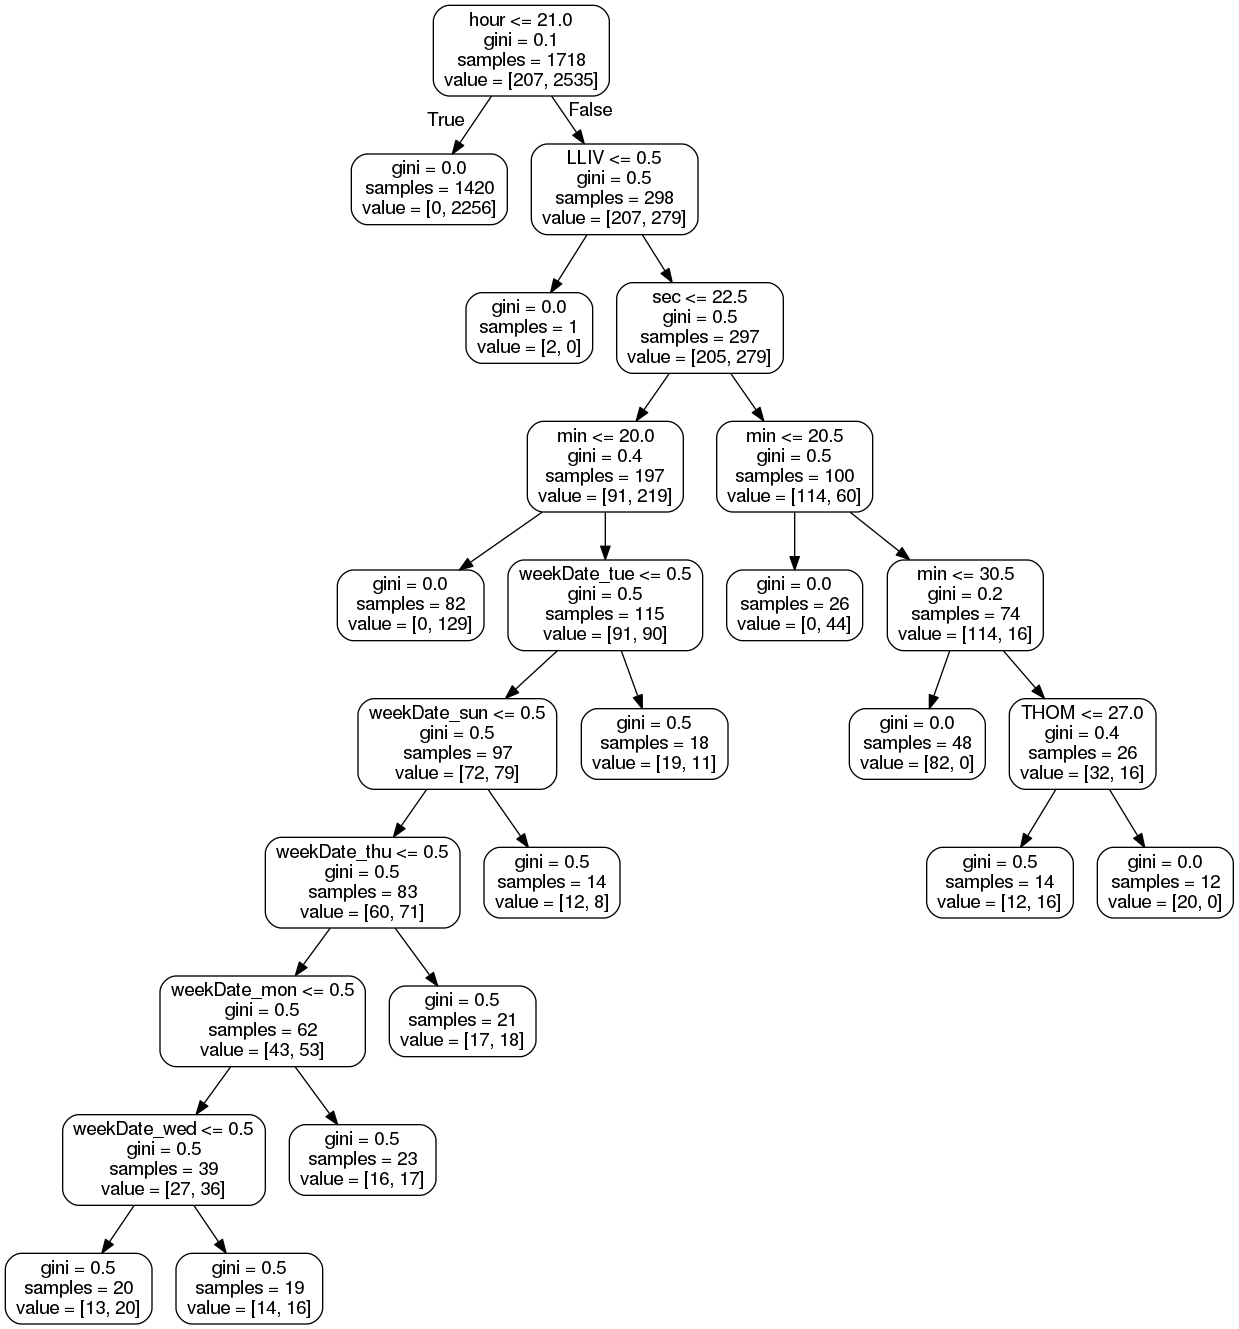 hour <= 21.0
gini = 0.1
samples = 1718
value = [207, 2535]
True
False
gini = 0.0
samples = 1420
value = [0, 2256]
LLIV <= 0.5
gini = 0.5
samples = 298
value = [207, 279]
gini = 0.0
samples = 1
value = [2, 0]
sec <= 22.5
gini = 0.5
samples = 297
value = [205, 279]
min <= 20.0
gini = 0.4
samples = 197
value = [91, 219]
min <= 20.5
gini = 0.5
samples = 100
value = [114, 60]
gini = 0.0
samples = 82
value = [0, 129]
weekDate_tue <= 0.5
gini = 0.5
samples = 115
value = [91, 90]
gini = 0.0
samples = 26
value = [0, 44]
min <= 30.5
gini = 0.2
samples = 74
value = [114, 16]
weekDate_sun <= 0.5
gini = 0.5
samples = 97
value = [72, 79]
gini = 0.5
samples = 18
value = [19, 11]
gini = 0.0
samples = 48
value = [82, 0]
THOM <= 27.0
gini = 0.4
samples = 26
value = [32, 16]
weekDate_thu <= 0.5
gini = 0.5
samples = 83
value = [60, 71]
gini = 0.5
samples = 14
value = [12, 8]
gini = 0.5
samples = 14
value = [12, 16]
gini = 0.0
samples = 12
value = [20, 0]
weekDate_mon <= 0.5
gini = 0.5
samples = 62
value = [43, 53]
gini = 0.5
samples = 21
value = [17, 18]
weekDate_wed <= 0.5
gini = 0.5
samples = 39
value = [27, 36]
gini = 0.5
samples = 23
value = [16, 17]
gini = 0.5
samples = 20
value = [13, 20]
gini = 0.5
samples = 19
value = [14, 16]